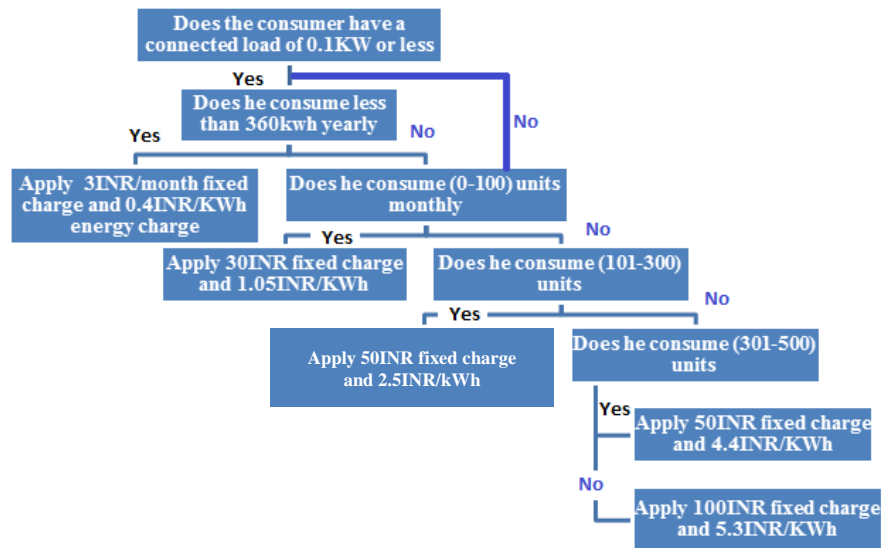 Does the consumer have a
connected load of 0.1KW or less
Yes
No
Does he consume less
than 360kwh yearly
Yes
No
Apply 3INR/month fixed
charge and 0.4INR/KWh
energy charge
Does he consume (0-100) units
monthly
Yes
No
Apply 30INR fixed charge
and 1.05INR/KWh
Does he consume (101-300)
units
Yes
No
Apply 50INR fixed charge
and 2.5INR/kWh
Does he consume (301-500)
units
Yes
Apply 50INR fixed charge
and 4.4INR/KWh
No
Apply 100INR fixed charge
and 5.3INR/KWh